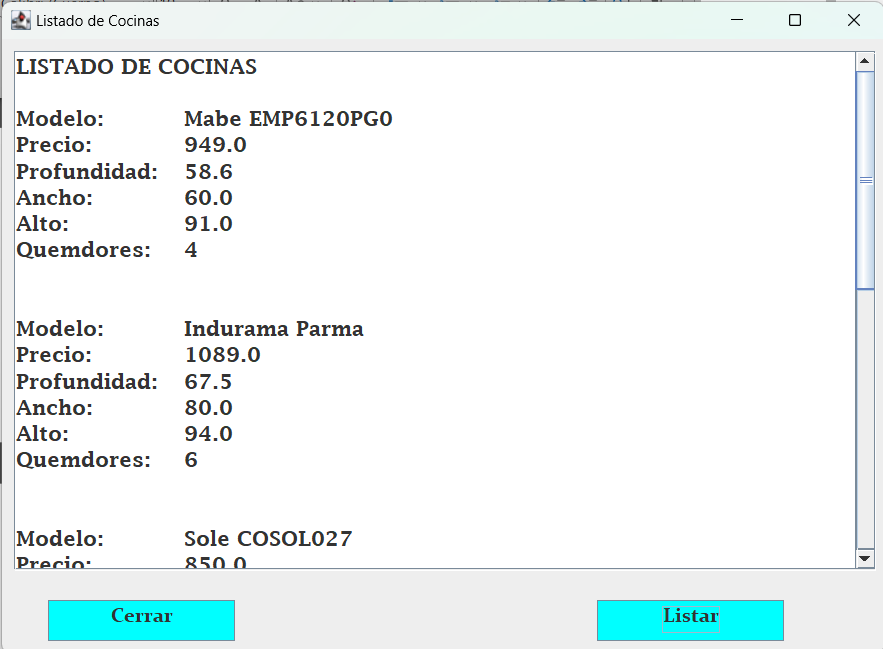 Listado de Cocinas
LISTADO DE COCINAS
Modelo: Mabe EMP6120PG0
Precio: 949.0
Profundidad: 58.6
Ancho: 60.0
Alto: 91.0
Quemdores: 4
Modelo: Indurama Parma
Precio: 1089.0
Profundidad: 67.5
Ancho: 80.0
Alto: 94.0
Quemdores: 6
Modelo: Sole COSOL027
Precio: 850.0
Cerrar
Listar